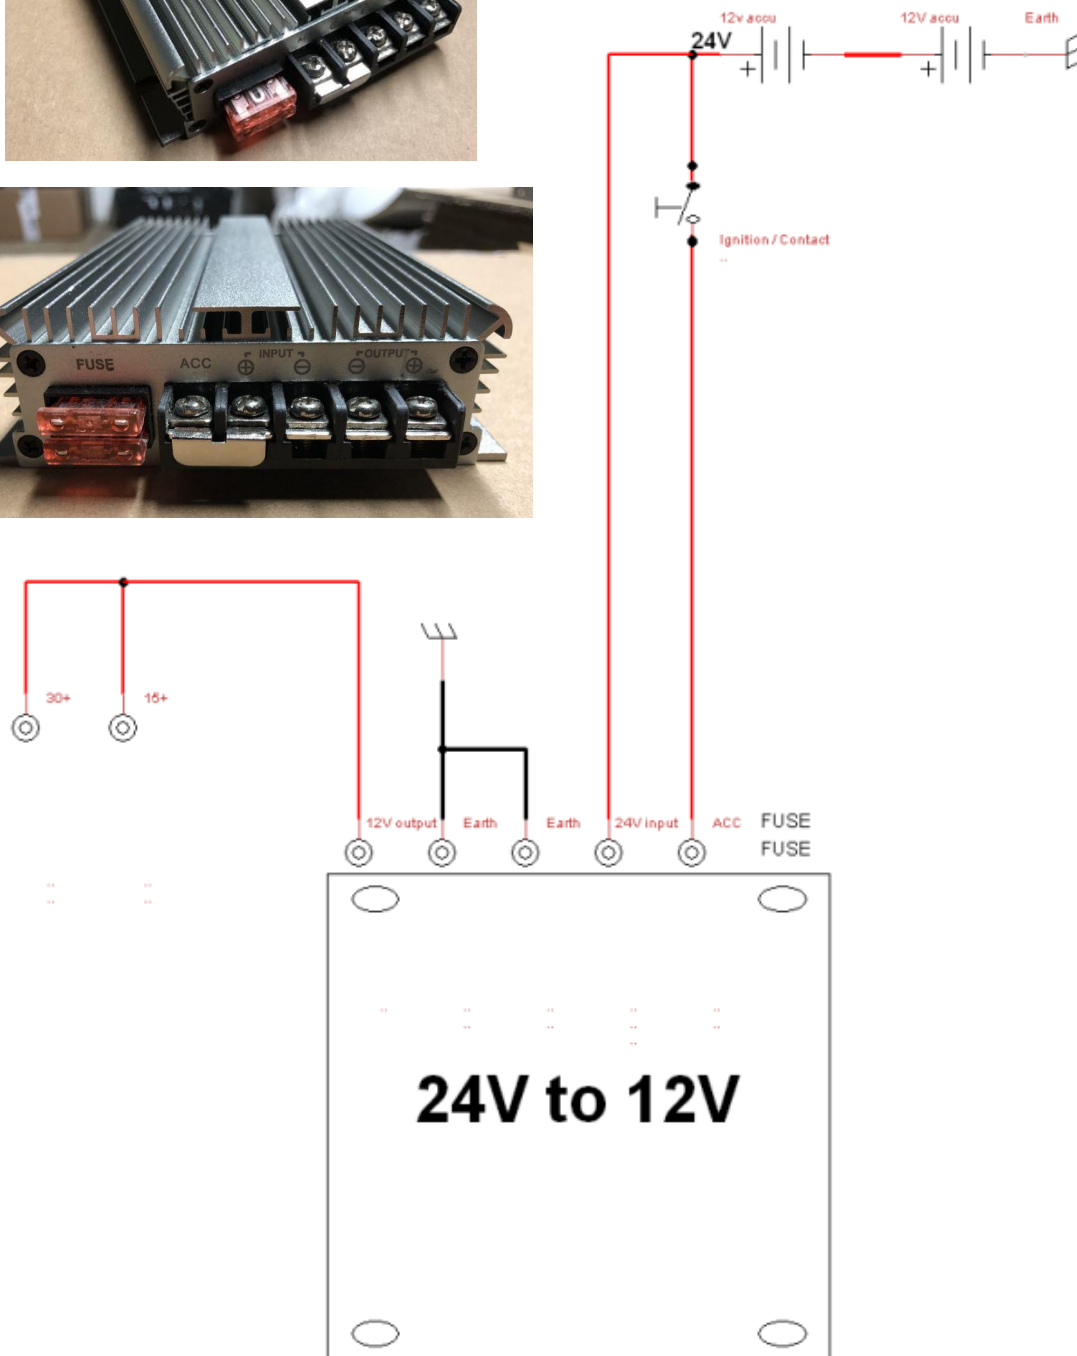 12v accu
12V accu
Earth
24V
+
+
Ignition / Contact
FUSE
ACC
INPUT
OUTPUT
+
-
-
+
30+
15+
12V output
Earth
Earth
24V input
ACC
FUSE
FUSE
24V to 12V